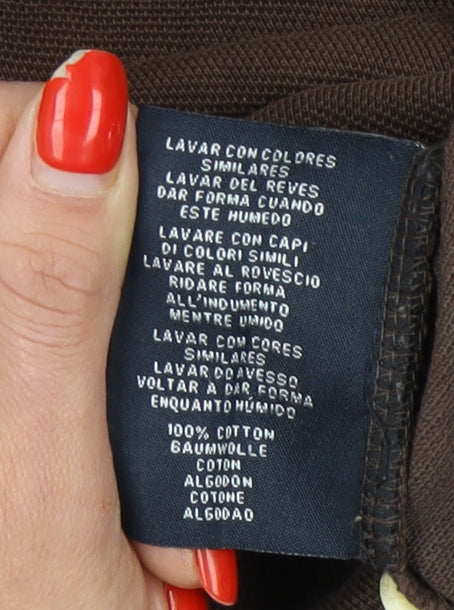 LAVAR CON COLORES
SIMILARES
LAVAR DEL REVES
DAR FORMA CUANDO
ESTE HUMEDO
LAVARE CON CAPI
DI COLORI SIMILI
LAVARE AL ROVESCIO
RIDARE FORMA
ALL'INDUMENTO
MENTRE UMIDO
LAVAR COM CORES
SIMILARES
LAVAR DO AVESSO
VOLTAR A DAR FORMA
ENQUANTO HÚMIDO
100% COTTON
BAUMWOLLE
COTON
ALGODON
COTONE
ALGODAO